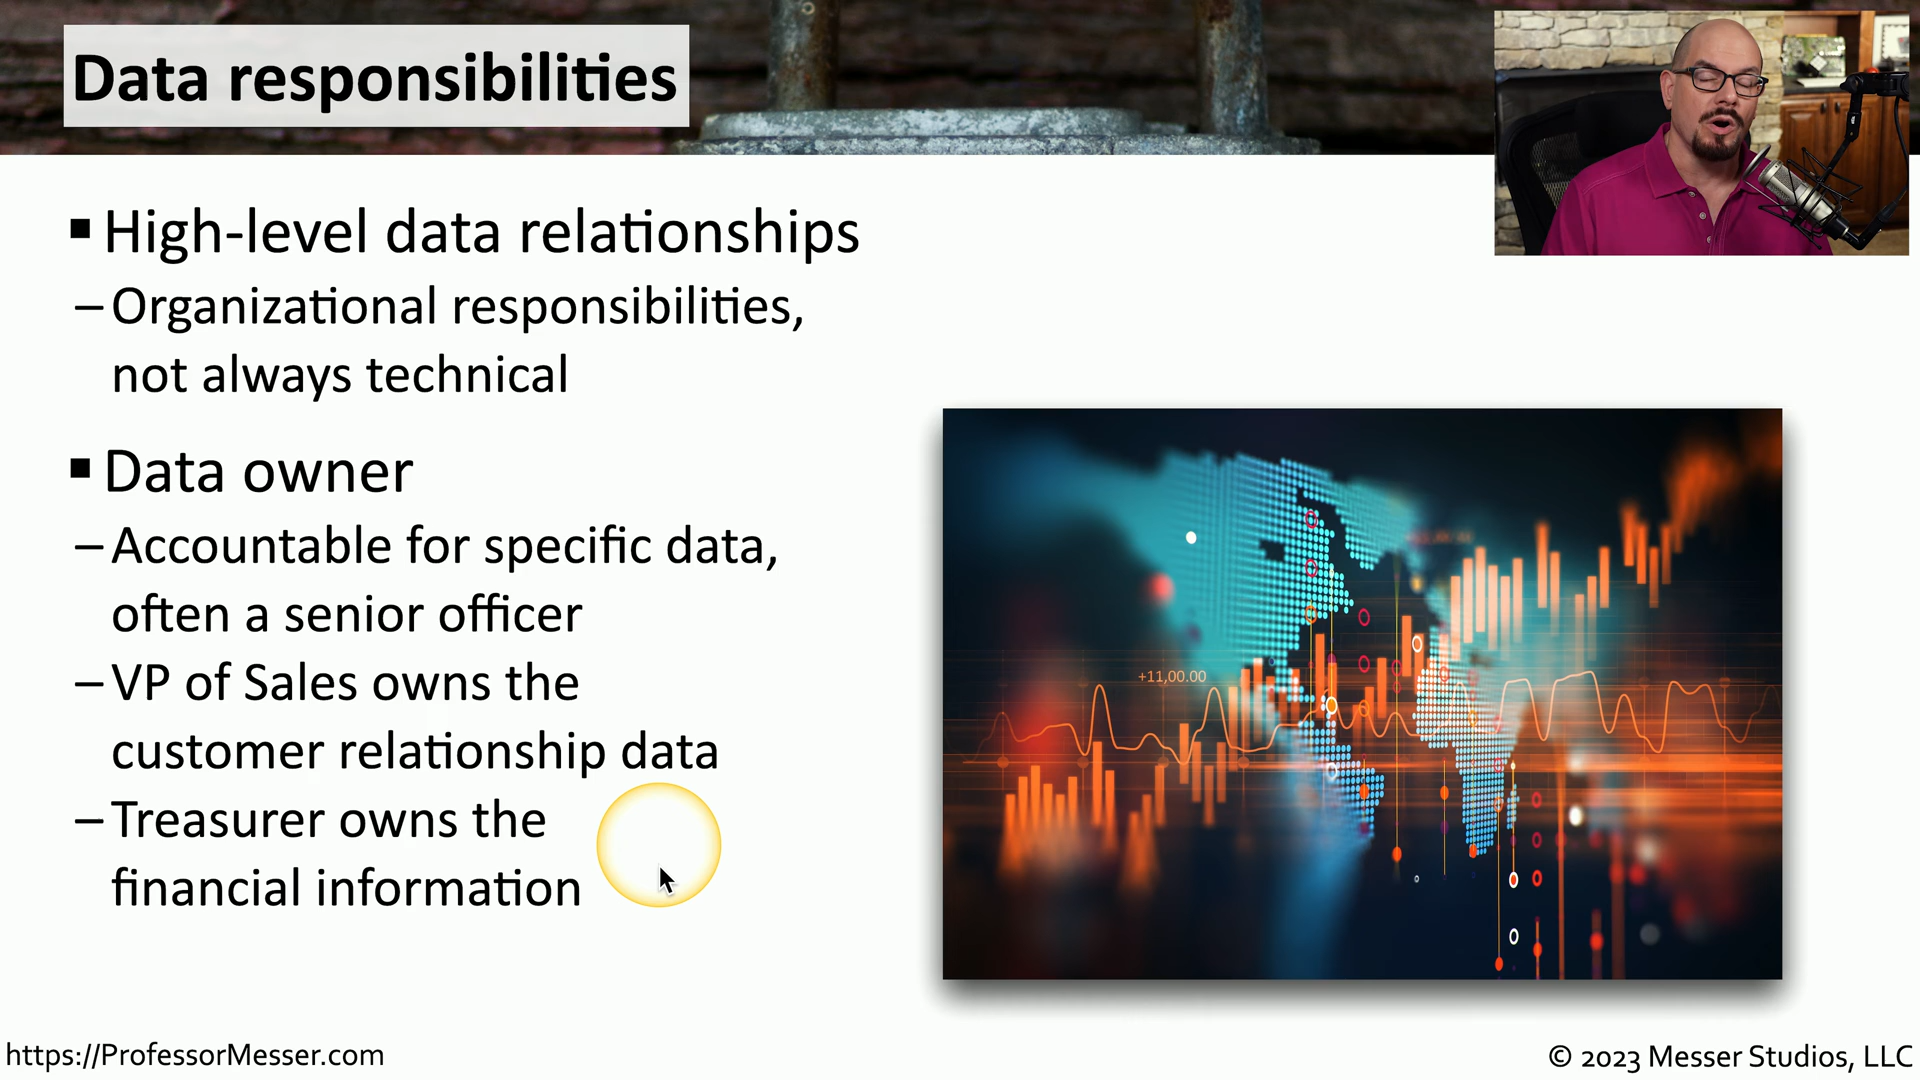 Data responsibilities
▪ High-level data relationships
– Organizational responsibilities,
not always technical
▪ Data owner
– Accountable for specific data,
often a senior officer
– VP of Sales owns the
customer relationship data
– Treasurer owns the
financial information
+11,00.00
https://ProfessorMesser.com
© 2023 Messer Studios, LLC